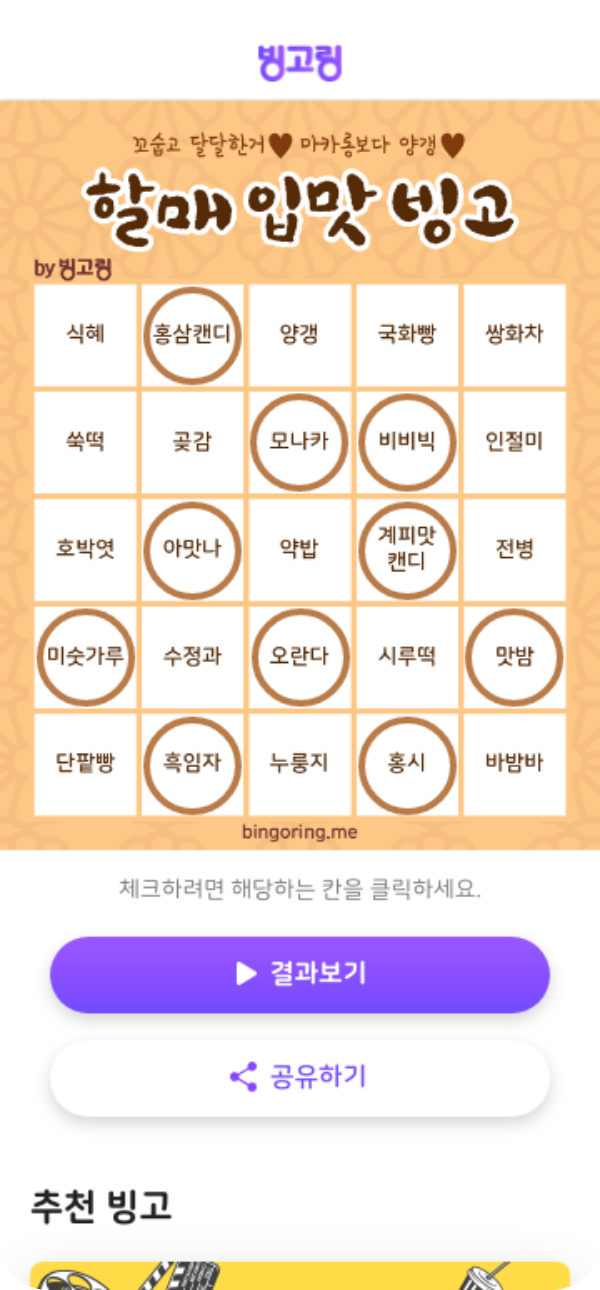 빙고링
꼬숩고 달달한거♥ 마카롱보다 양갱♥
할매 입맛 빙고
by 빙고링
식혜 홍삼캔디 양갱 국화빵 쌍화차
쑥떡 곶감 모나카 비비빅 인절미
호박엿 아맛나 약밥 계피맛 캔디 전병
미숫가루 수정과 오란다 시루떡 맛밤
단팥빵 흑임자 누룽지 홍시 바밤바
bingoring.me
체크하려면 해당하는 칸을 클릭하세요.
결과보기
공유하기
추천 빙고